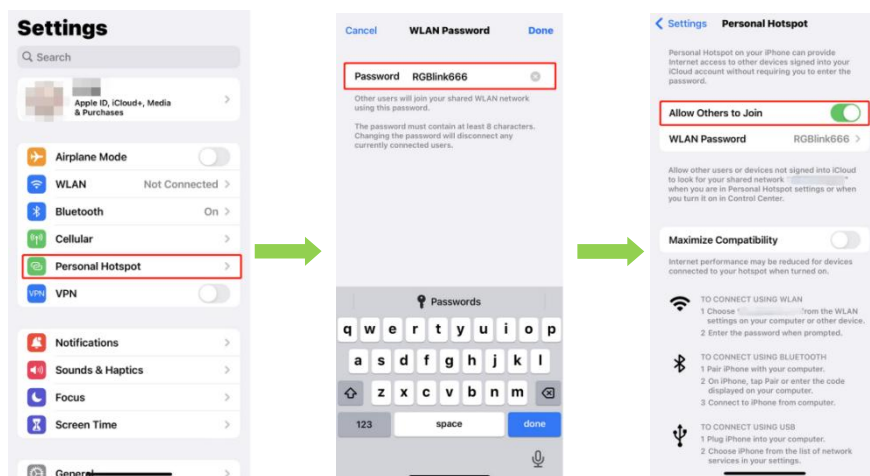 Settings
Search
Apple ID, iCloud+, Media
& Purchases
Airplane Mode
WLAN Not Connected
Bluetooth On
Cellular
Personal Hotspot
VPN VPN
Notifications
Sounds & Haptics
Focus
Screen Time
General
Cancel WLAN Password Done
Password RGBlink666
Other users will join your shared WLAN network
using this password.
The password must contain at least 8 characters.
Changing the password will disconnect any
currently connected users.
Passwords
q w e r t y u i o p
a s d f g h j k l
z x c v b n m
123 space done
Settings Personal Hotspot
Personal Hotspot on your iPhone can provide
Internet access to other devices signed into your
iCloud account without requiring you to enter the
password.
Allow Others to Join
WLAN Password RGBlink666
Allow other users or devices not signed into iCloud
to look for your shared network "
when you are in Personal Hotspot settings or when
you turn it on in Control Center.
Maximize Compatibility
Internet performance may be reduced for devices
connected to your hotspot when turned on.
TO CONNECT USING WLAN
1 Choose from the WLAN
settings on your computer or other device.
2 Enter the password when prompted.
TO CONNECT USING BLUETOOTH
1 Pair iPhone with your computer.
2 On iPhone, tap Pair or enter the code
displayed on your computer.
3 Connect to iPhone from computer.
TO CONNECT USING USB
1 Plug iPhone into your computer.
2 Choose iPhone from the list of network
services in your settings.